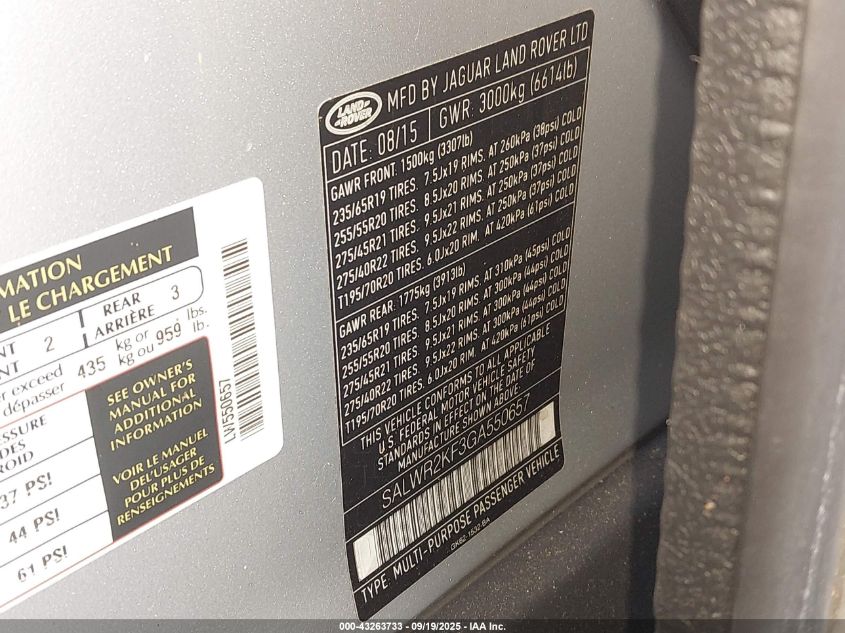 MATION
LE CHARGEMENT
NT 2
REAR
ARRIÈRE 3
exceed
dépasser 435 kg or
kg ou 959 lbs.
lb.
SSURE
DES
ROID
37 PSI
44 PSI
61 PSI
SEE OWNER'S
MANUAL FOR
ADDITIONAL
INFORMATION
VOIR LE MANUEL
DE L'USAGER
POUR PLUS DE
RENSEIGNEMENTS
LW550657
LAND
ROVER
MFD BY JAGUAR LAND ROVER LTD
DATE: 08/15 GWR: 3000kg (6614lb)
GAWR FRONT: 1500kg (3307lb)
235/65R19 TIRES. 7.5Jx19 RIMS. AT 260kPa (38psi) COLD
255/55R20 TIRES. 8.5Jx20 RIMS. AT 250kPa (37psi) COLD
275/45R21 TIRES. 9.5Jx21 RIMS. AT 250kPa (37psi) COLD
275/40R22 TIRES. 9.5Jx22 RIMS. AT 250kPa (37psi) COLD
T195/70R20 TIRES. 6.0Jx20 RIM. AT 420kPa (61psi) COLD
GAWR REAR: 1775kg (3913lb)
235/65R19 TIRES. 7.5Jx19 RIMS. AT 310kPa (45psi) COLD
255/55R20 TIRES. 8.5Jx20 RIMS. AT 300kPa (44psi) COLD
275/45R21 TIRES. 9.5Jx21 RIMS. AT 300kPa (44psi) COLD
275/40R22 TIRES. 9.5Jx22 RIMS. AT 300kPa (44psi) COLD
T195/70R20 TIRES. 6.0Jx20 RIM. AT 420kPa (61psi) COLD
THIS VEHICLE CONFORMS TO ALL APPLICABLE
U.S. FEDERAL MOTOR VEHICLE SAFETY
STANDARDS IN EFFECT ON THE DATE OF
MANUFACTURE SHOWN ABOVE.
SALWR2KF3GA550657
TYPE: MULTI-PURPOSE PASSENGER VEHICLE
GK62-1532-BA
000-43263733 - 09/19/2025 - IAA Inc.